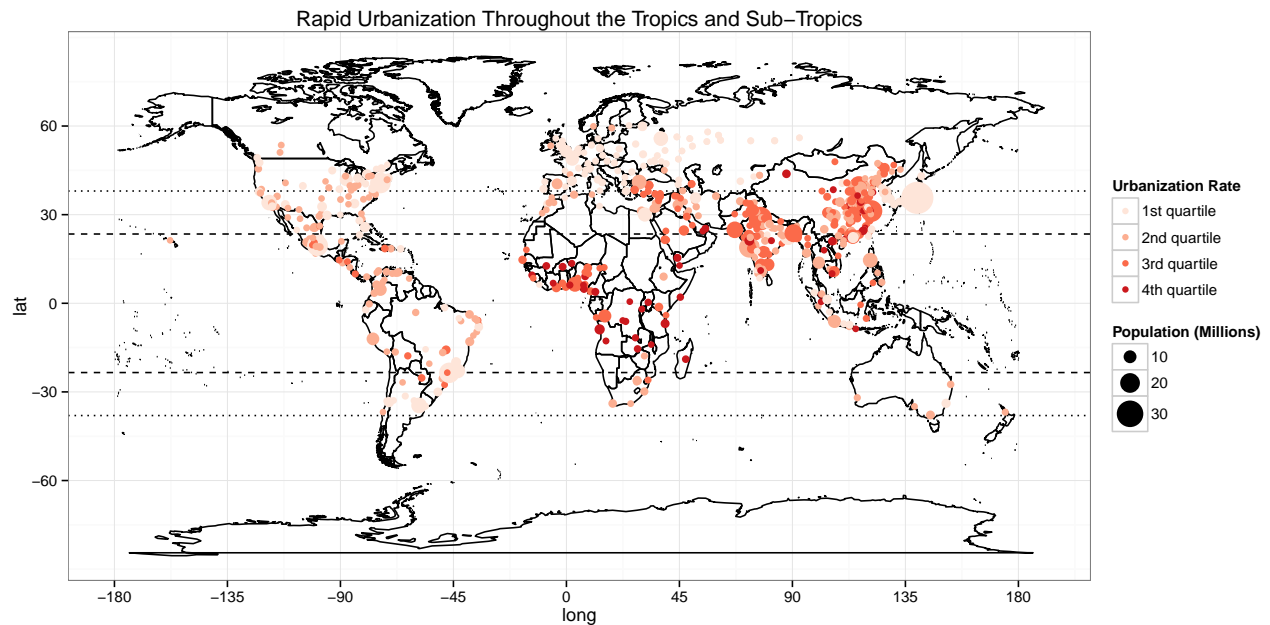 Rapid Urbanization Throughout the Tropics and Sub−Tropics
lat
60
30
0
−30
−60
−180
−135
−90
−45
0
45
90
135
180
long
Urbanization Rate
1st quartile
2nd quartile
3rd quartile
4th quartile
Population (Millions)
10
20
30